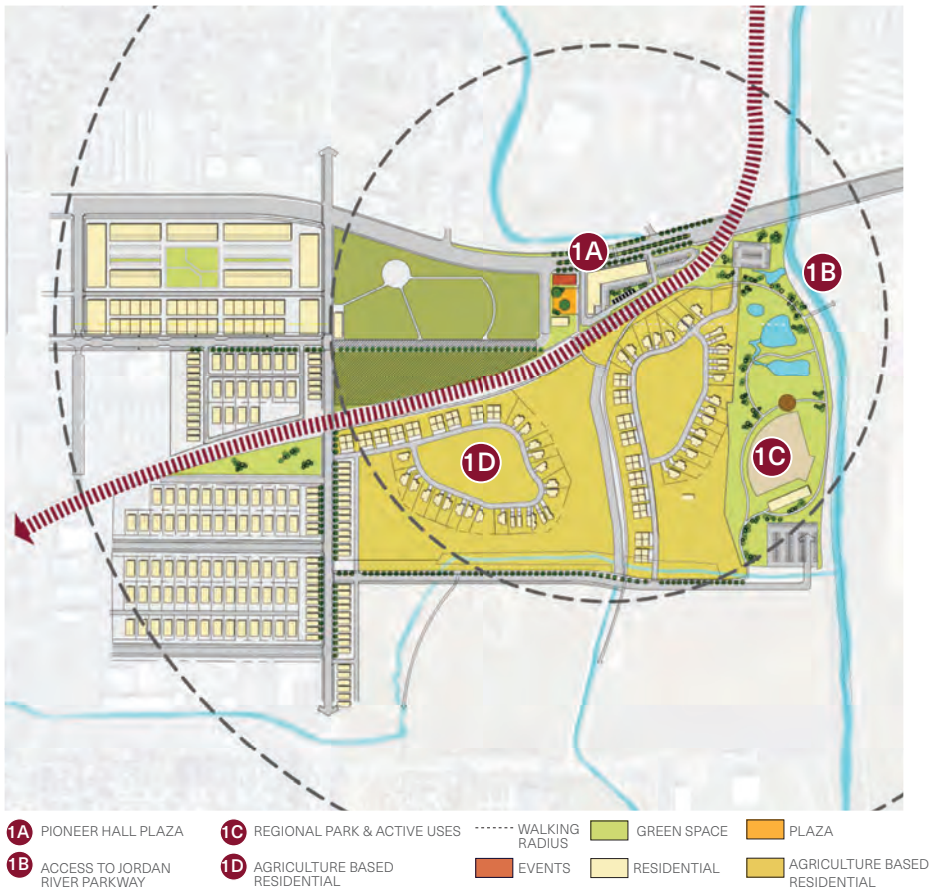 1A
1B
1C
1D
1A PIONEER HALL PLAZA
1B ACCESS TO JORDAN
RIVER PARKWAY
1C REGIONAL PARK & ACTIVE USES
1D AGRICULTURE BASED
RESIDENTIAL
WALKING
RADIUS
EVENTS
GREEN SPACE
RESIDENTIAL
PLAZA
AGRICULTURE BASED
RESIDENTIAL